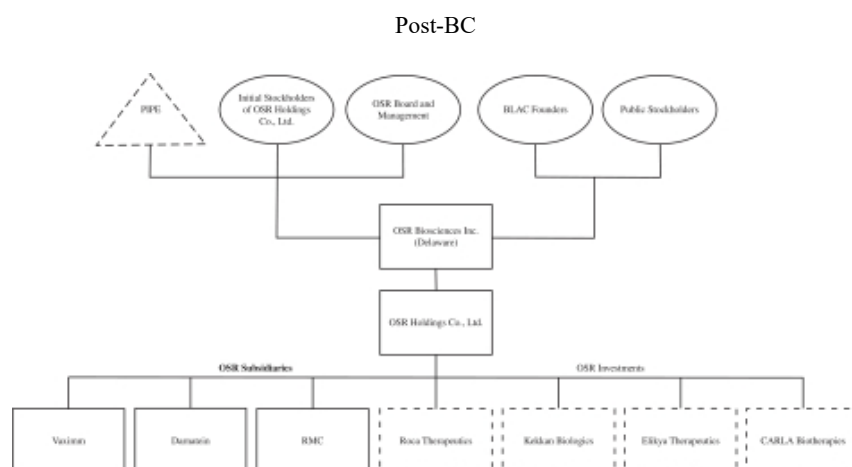 Post-BC
PIPE
Initial Stockholders
of OSR Holdings
Co., Ltd.
OSR Board and
Management
BLAC Founders
Public Stockholders
OSR Biosciences Inc.
(Delaware)
OSR Holdings Co., Ltd.
OSR Subsidiaries
OSR Investments
Vaximm
Darnatein
RMC
Roca Therapeutics
Kekkan Biologics
Elikya Therapeutics
CARLA Biotherapies